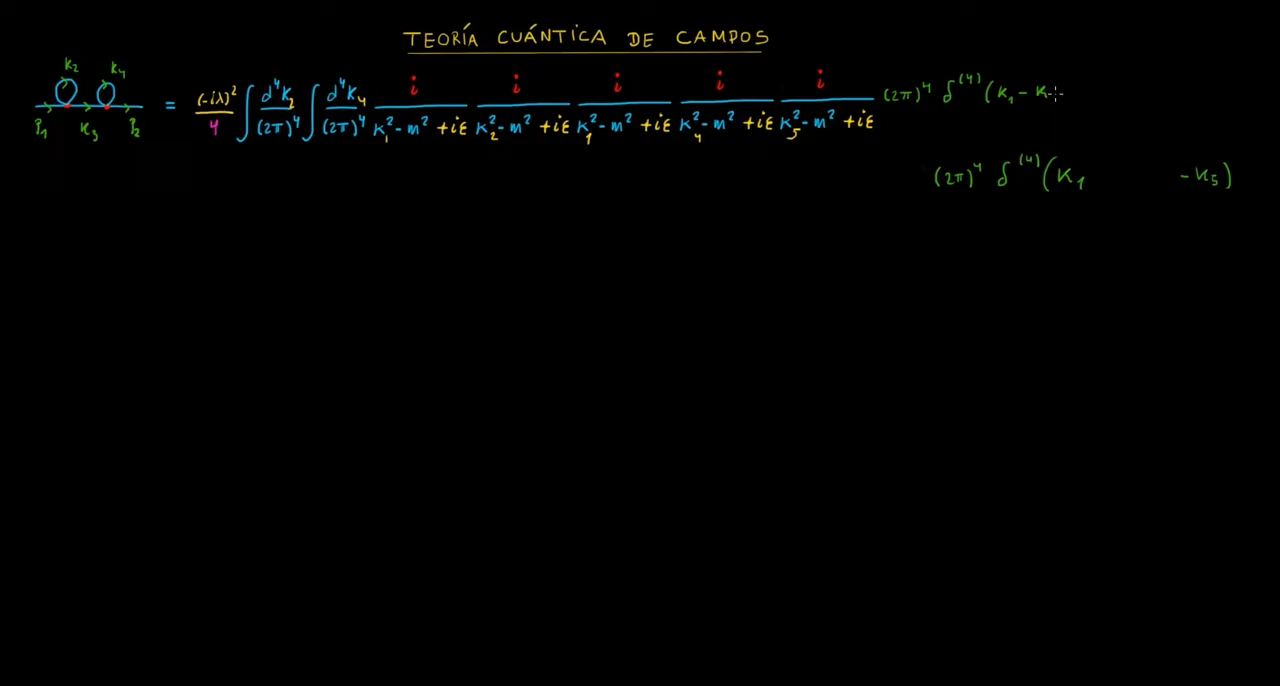 TEORÍA CUÁNTICA DE CAMPOS
k₂ k₄ P₁ k₃ P₂ = (-iλ)²/4 ∫ d⁴k₂/(2π)⁴ ∫ d⁴k₄/(2π)⁴ i/(k₁²-m²+iε) i/(k₂²-m²+iε) i/(k₁²-m²+iε) i/(k₄²-m²+iε) i/(k₅²-m²+iε) (2π)⁴ δ⁽⁴⁾(k₁-k
(2π)⁴ δ⁽⁴⁾(k₁ -k₅)